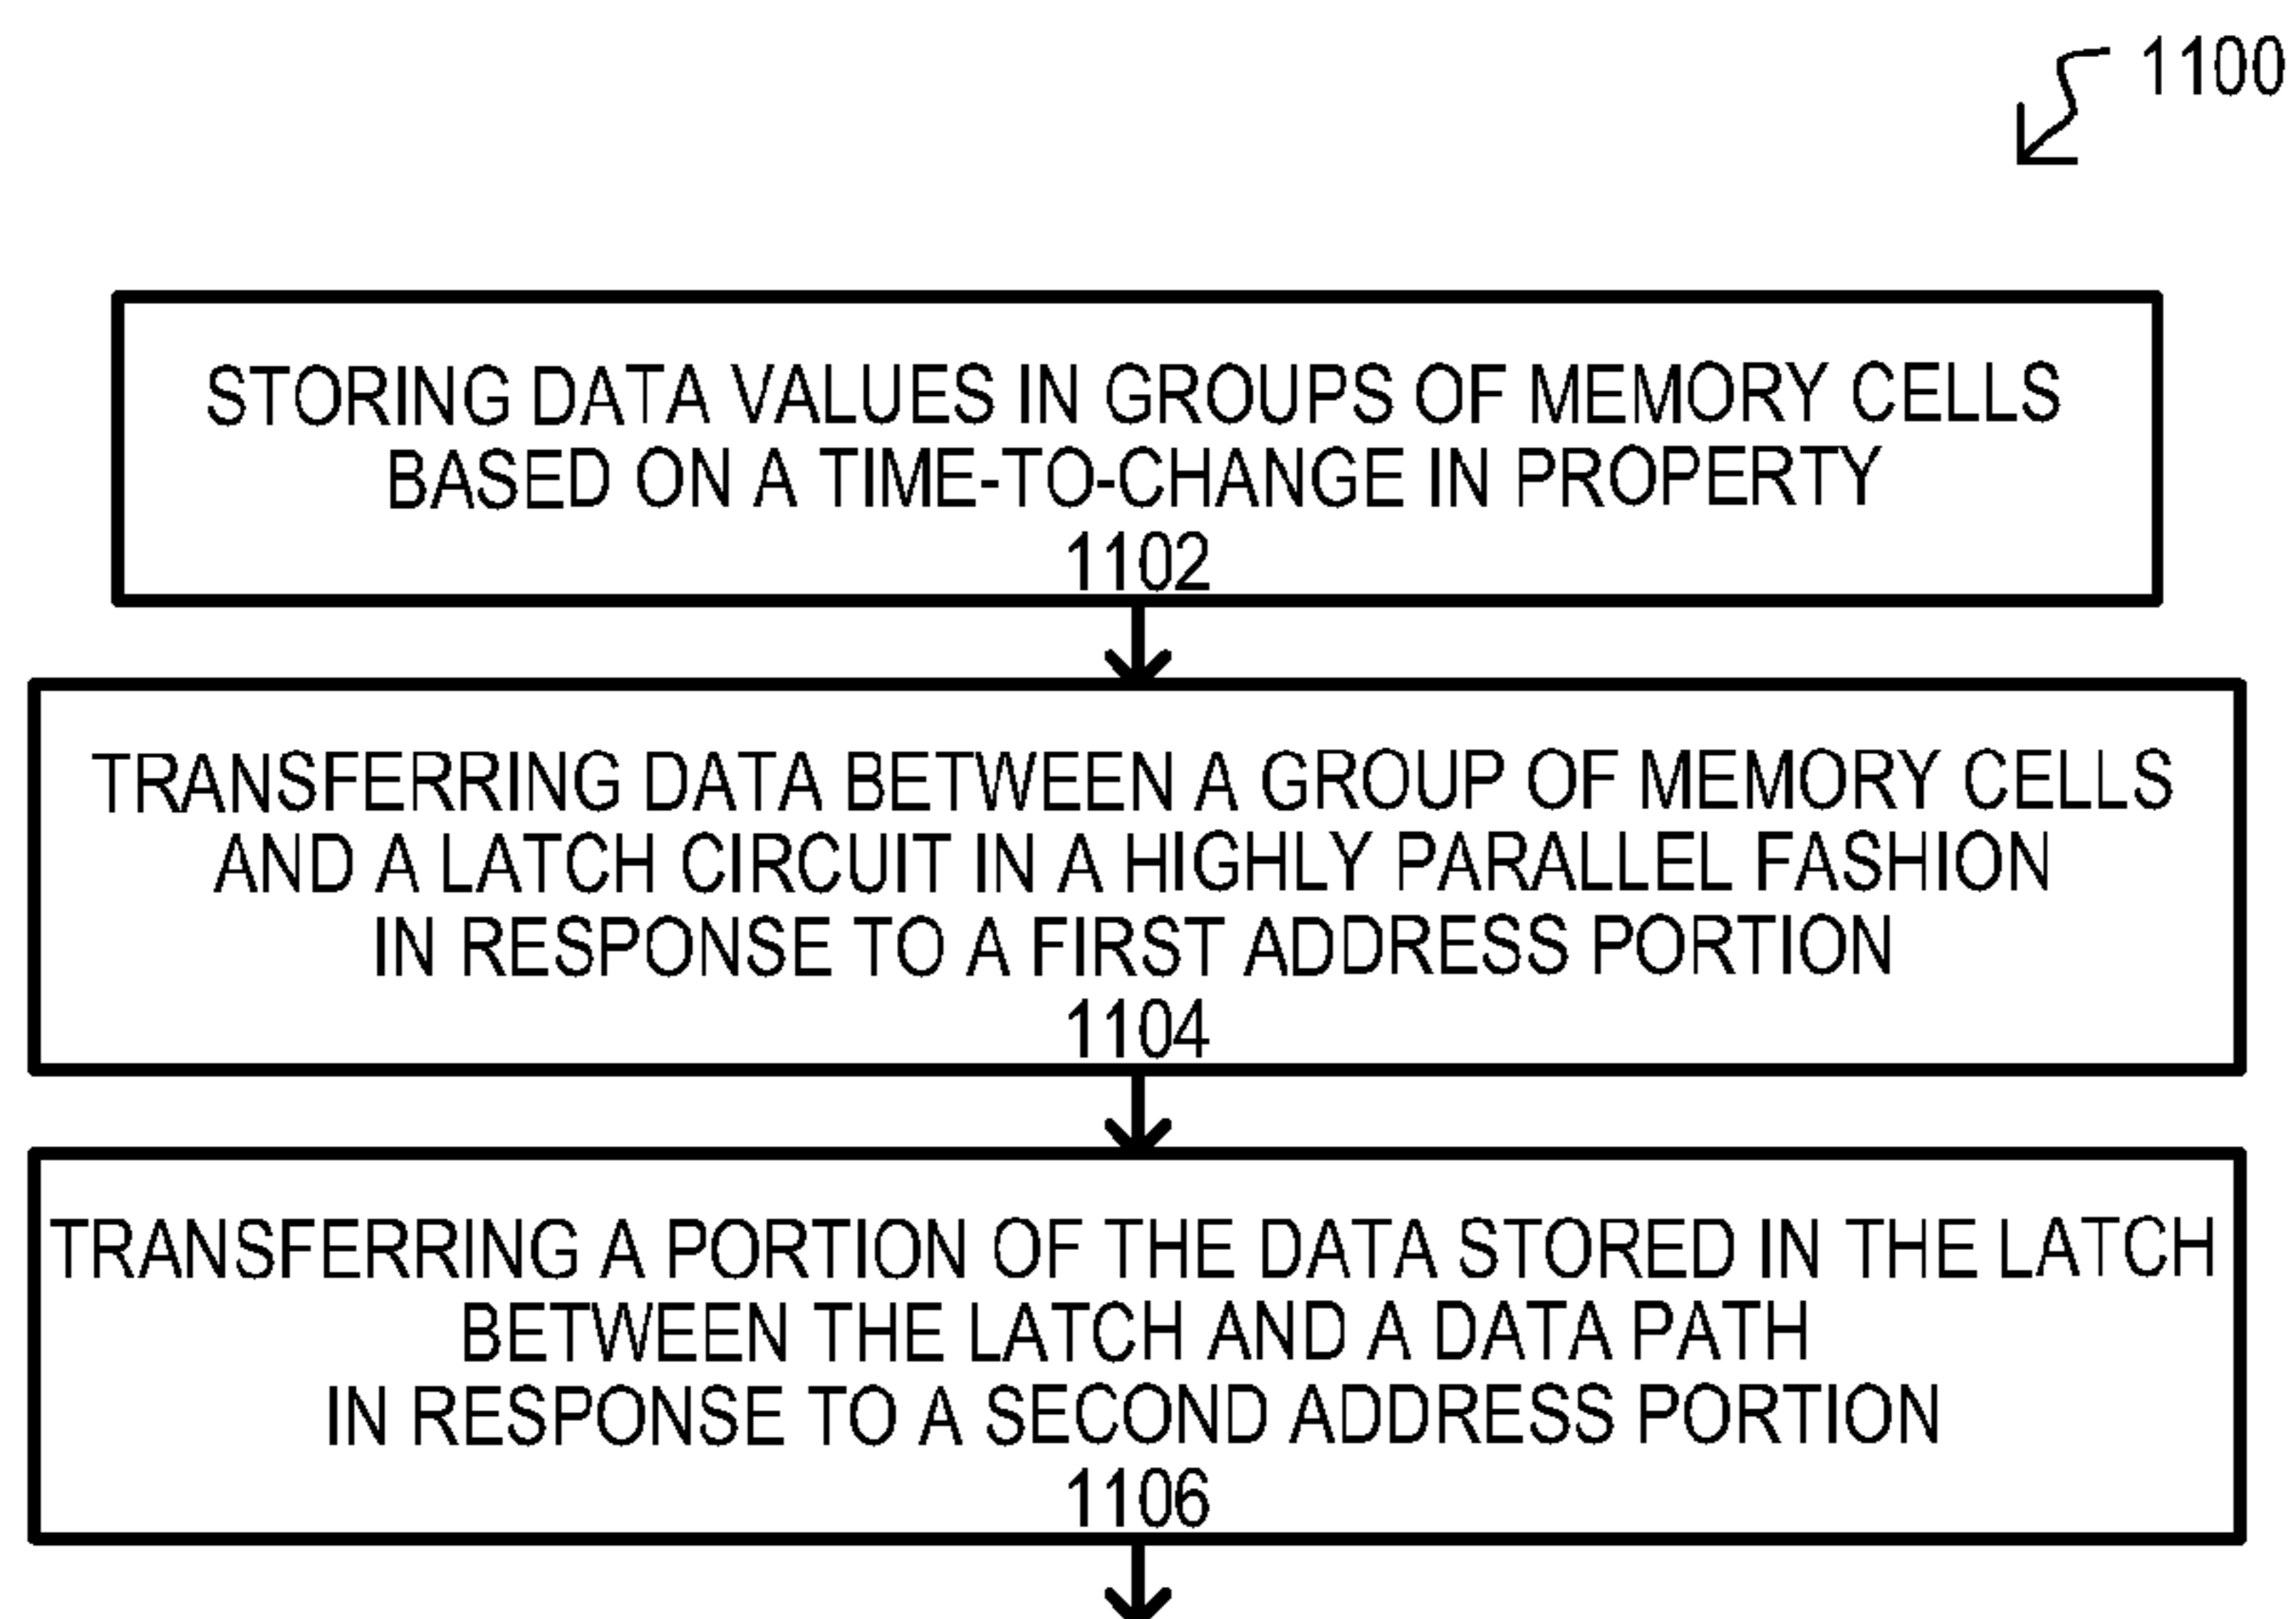 1100
STORING DATA VALUES IN GROUPS OF MEMORY CELLS
BASED ON A TIME-TO-CHANGE IN PROPERTY
1102
TRANSFERRING DATA BETWEEN A GROUP OF MEMORY CELLS
AND A LATCH CIRCUIT IN A HIGHLY PARALLEL FASHION
IN RESPONSE TO A FIRST ADDRESS PORTION
1104
TRANSFERRING A PORTION OF THE DATA STORED IN THE LATCH
BETWEEN THE LATCH AND A DATA PATH
IN RESPONSE TO A SECOND ADDRESS PORTION
1106